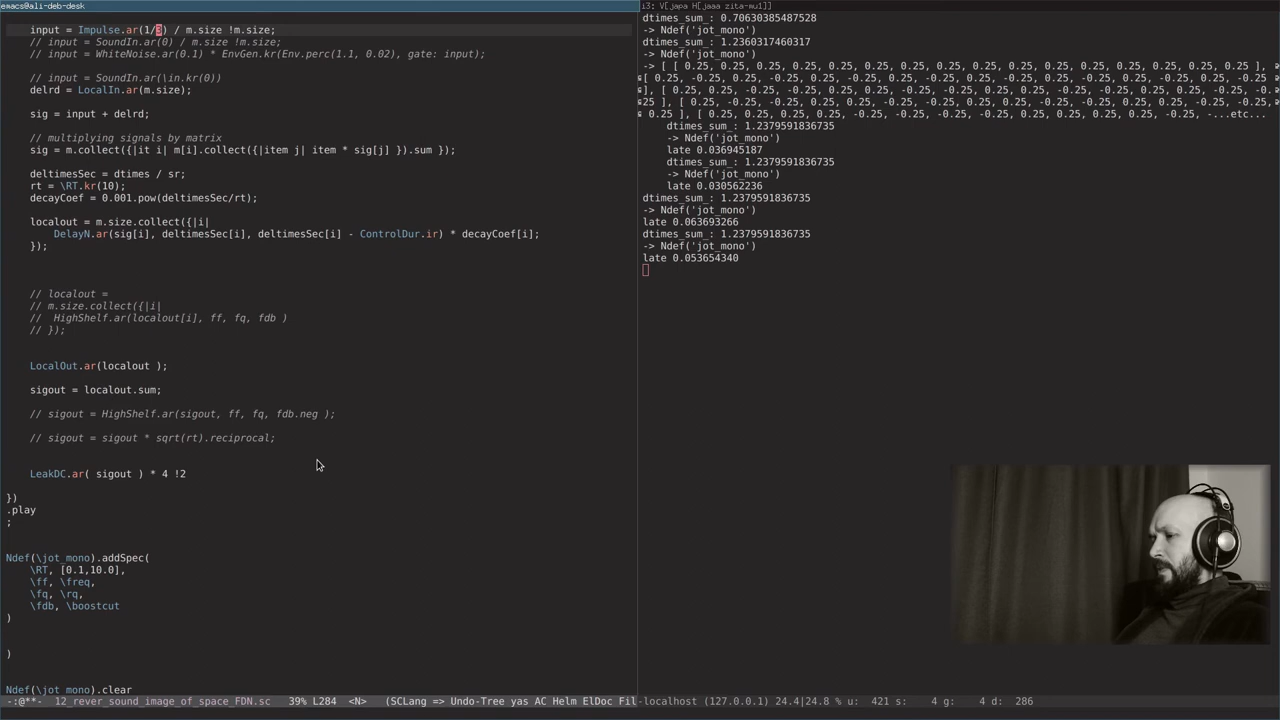 emacs@ali-deb-desk
input = Impulse.ar(1/3) / m.size !m.size;
// input = SoundIn.ar(0) / m.size !m.size;
// input = WhiteNoise.ar(0.1) * EnvGen.kr(Env.perc(1.1, 0.02), gate: input);
// input = SoundIn.ar(\in.kr(0))
delrd = LocalIn.ar(m.size);
sig = input + delrd;
// multiplying signals by matrix
sig = m.collect({|it i| m[i].collect({|item j| item * sig[j] }).sum });
deltimesSec = dtimes / sr;
rt = \RT.kr(10);
decayCoef = 0.001.pow(deltimesSec/rt);
localout = m.size.collect({|i|
DelayN.ar(sig[i], deltimesSec[i], deltimesSec[i] - ControlDur.ir) * decayCoef[i];
});
// localout =
// m.size.collect({|i|
// HighShelf.ar(localout[i], ff, fq, fdb )
// });
LocalOut.ar(localout );
sigout = localout.sum;
// sigout = HighShelf.ar(sigout, ff, fq, fdb.neg );
// sigout = sigout * sqrt(rt).reciprocal;
LeakDC.ar( sigout ) * 4 !2
})
.play
;
Ndef(\jot_mono).addSpec(
\RT, [0.1,10.0],
\ff, \freq,
\fq, \rq,
\fdb, \boostcut
)
)
Ndef(\jot_mono).clear
-:@**- 12_rever_sound_image_of_space_FDN.sc 39% L284 <N> (SCLang => Undo-Tree yas AC Helm ElDoc Fil
i3: V[japa H[jaaa zita-mu1]]
dtimes_sum_: 0.70630385487528
-> Ndef('jot_mono')
dtimes_sum_: 1.2360317460317
-> Ndef('jot_mono')
-> [ [ 0.25, 0.25, 0.25, 0.25, 0.25, 0.25, 0.25, 0.25, 0.25, 0.25, 0.25, 0.25, 0.25, 0.25, 0.25, 0.25 ],
[ 0.25, -0.25, 0.25, -0.25, 0.25, -0.25, 0.25, -0.25, 0.25, -0.25, 0.25, -0.25, 0.25, -0.25, 0.25, -0.25
], [ 0.25, 0.25, -0.25, -0.25, 0.25, 0.25, -0.25, -0.25, 0.25, 0.25, -0.25, -0.25, 0.25, 0.25, -0.25, -0.
25 ], [ 0.25, -0.25, -0.25, 0.25, 0.25, -0.25, -0.25, 0.25, 0.25, -0.25, -0.25, 0.25, 0.25, -0.25, -0.25,
0.25 ], [ 0.25, 0.25, 0.25, 0.25, -0.25, -0.25, -0.25, -0.25, 0.25, 0.25, 0.25, 0.25, -...etc...
dtimes_sum_: 1.2379591836735
-> Ndef('jot_mono')
late 0.036945187
dtimes_sum_: 1.2379591836735
-> Ndef('jot_mono')
late 0.030562236
dtimes_sum_: 1.2379591836735
-> Ndef('jot_mono')
late 0.063693266
dtimes_sum_: 1.2379591836735
-> Ndef('jot_mono')
late 0.053654340
-localhost (127.0.0.1) 24.4|24.8 % u: 421 s: 4 g: 4 d: 286